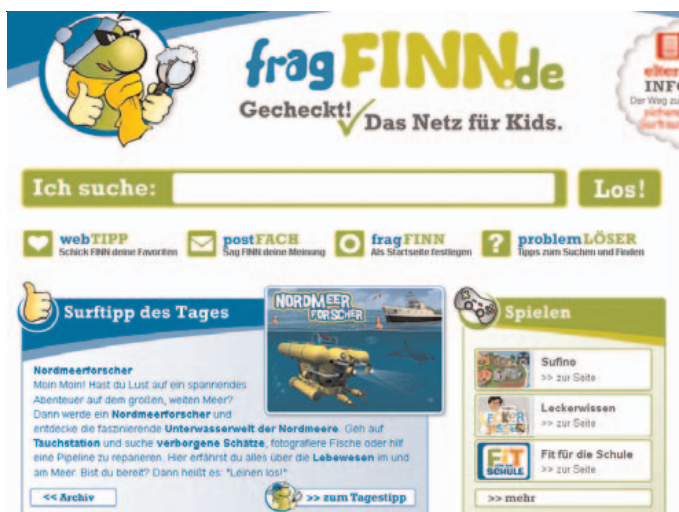 fragFINN.de
Gecheckt! Das Netz für Kids.
INFO
Der Weg zu
Ich suche:
Los!
webTIPP
Schick FINN deine Favoriten
postFACH
Sag FINN deine Meinung
fragFINN
Als Startseite festlegen
problemLÖSER
Tipps zum Suchen und Finden
Surftipp des Tages
NORDMEER
FORSCHER
Nordmeerforscher
Moin Moin! Hast du Lust auf ein spannendes
Abenteuer auf dem großen, weiten Meer?
Dann werde ein Nordmeerforscher und
entdecke die faszinierende Unterwasserwelt der Nordmeere. Geh auf
Tauchstation und suche verborgene Schätze, fotografiere Fische oder hilf
eine Pipeline zu reparieren. Hier erfährst du alles über die Lebewesen im und
am Meer. Bist du bereit? Dann heißt es: "Leinen los!"
<< Archiv
>> zum Tagestipp
Spielen
Sufino
>> zur Seite
Leckerwissen
>> zur Seite
FIT
SCHULE
Fit für die Schule
>> zur Seite
>> mehr